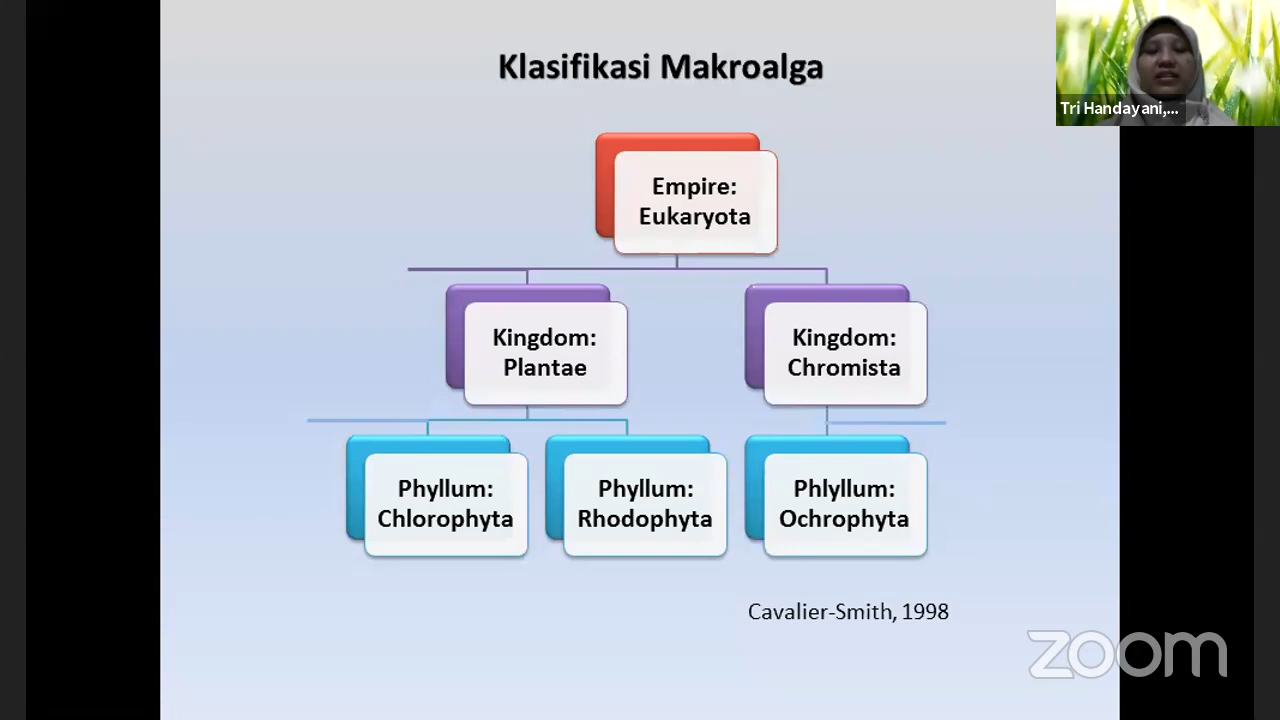 Klasifikasi Makroalga
Tri Handayani,...
Empire:
Eukaryota
Kingdom:
Plantae
Kingdom:
Chromista
Phyllum:
Chlorophyta
Phyllum:
Rhodophyta
Phlyllum:
Ochrophyta
Cavalier-Smith, 1998
zoom